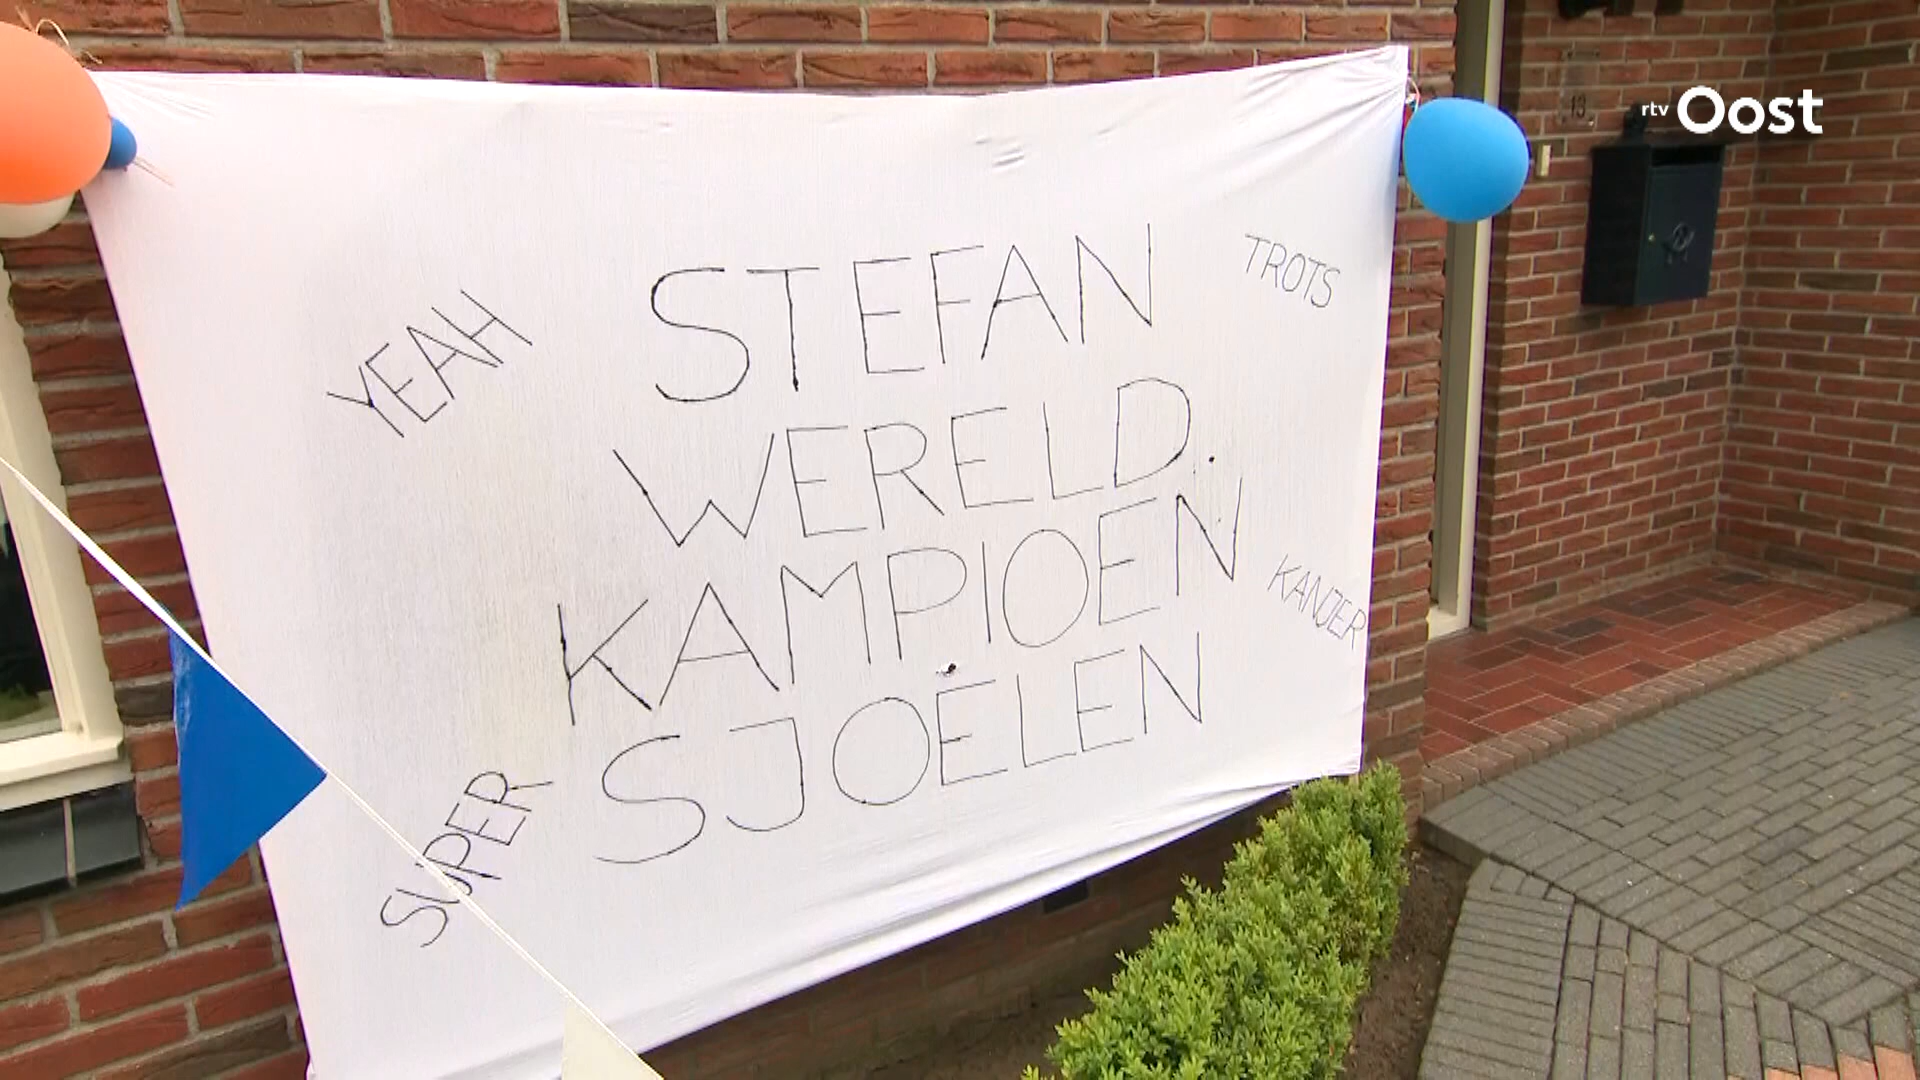 rtv Oost
18
TROTS
STEFAN
YEAH
WERELD.
KAMPIOEN
KANJER
SJOELEN
SUPER